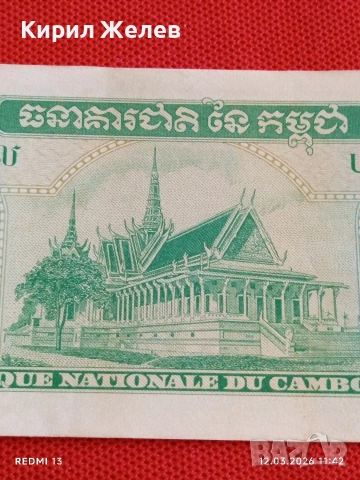 Кирил Желев
ធនាគារជាតិ នៃ កម្ពុជា
QUE NATIONALE DU CAMBO
REDMI 13
12.03.2026 11:42
bazar